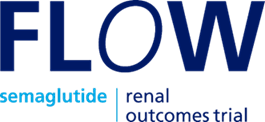 FLOW
semaglutide | renal
outcomes trial